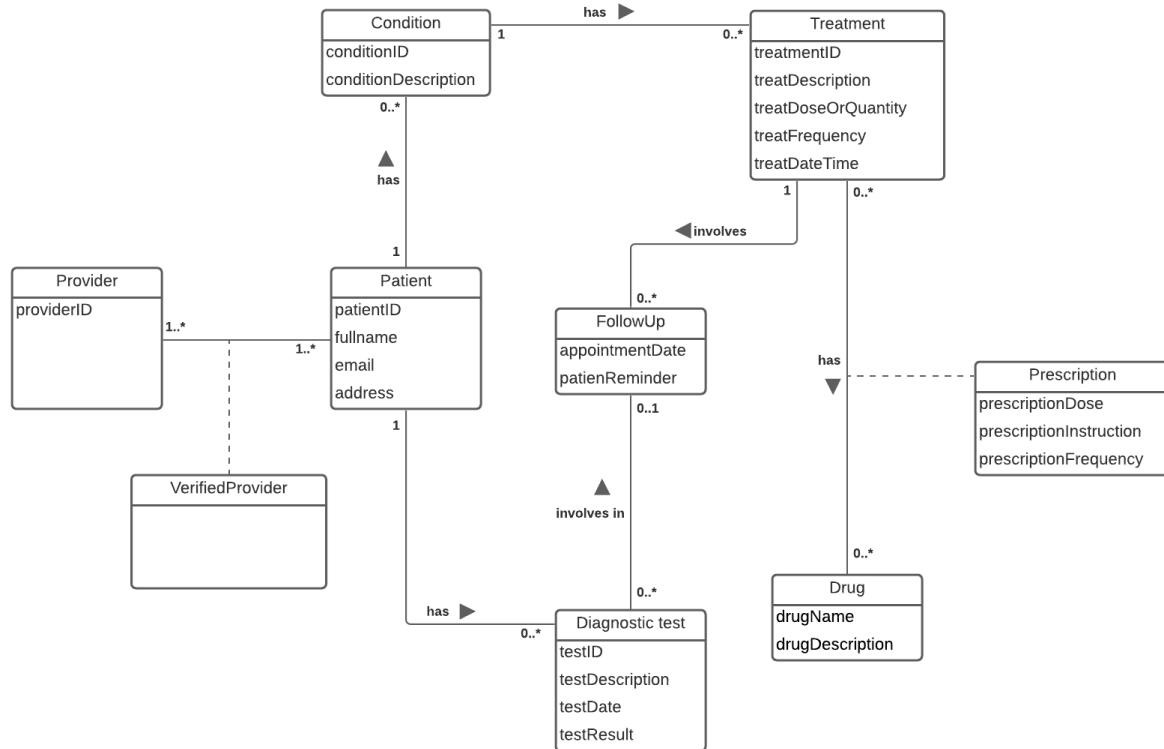 Condition
conditionID
conditionDescription
has
1
0..*
Treatment
treatmentID
treatDescription
treatDoseOrQuantity
treatFrequency
treatDateTime
0..*
has
1
1
involves
0..*
0..*
Provider
providerID
1..*
1..*
Patient
patientID
fullname
email
address
1
VerifiedProvider
FollowUp
appointmentDate
patienReminder
0..1
has
Prescription
prescriptionDose
prescriptionInstruction
prescriptionFrequency
involves in
0..*
has
0..*
Diagnostic test
testID
testDescription
testDate
testResult
0..*
Drug
drugName
drugDescription